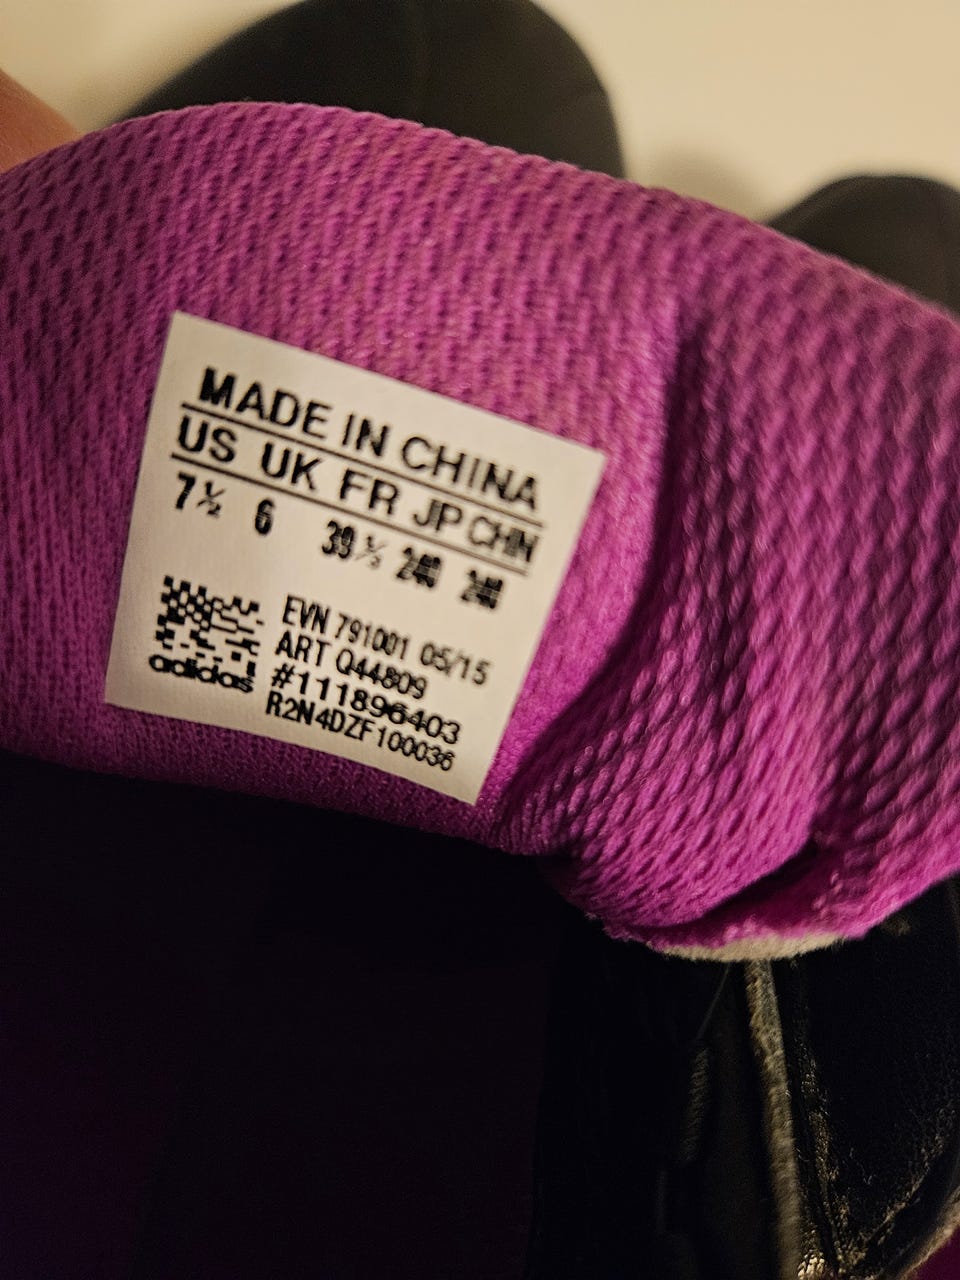 MADE IN CHINA
US UK FR JP CHN
7½ 6 39⅓ 240 240
EVN 791001 05/15
ART Q44809
#111896403
R2N4DZF100036
adidas